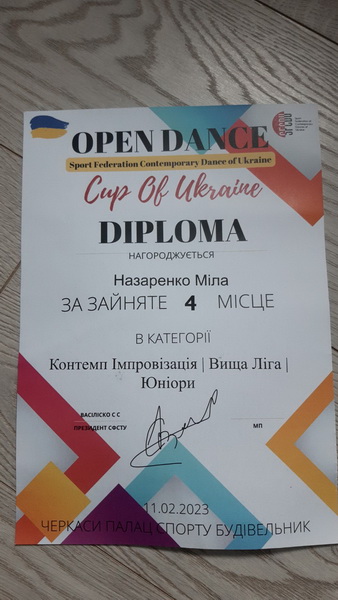 OPEN DANCE
Sport Federation Contemporary Dance of Ukraine
Cup Of Ukraine
DIPLOMA
НАГОРОДЖУЄТЬСЯ
Назаренко Міла
ЗА ЗАЙНЯТЕ 4 МІСЦЕ
В КАТЕГОРІЇ
Контемп Імпровізація | Вища Ліга |
Юніори
ВАСІЛІСКО С С
ПРЕЗИДЕНТ СФСТУ
МП
11.02.2023
ЧЕРКАСИ ПАЛАЦ СПОРТУ БУДІВЕЛЬНИК